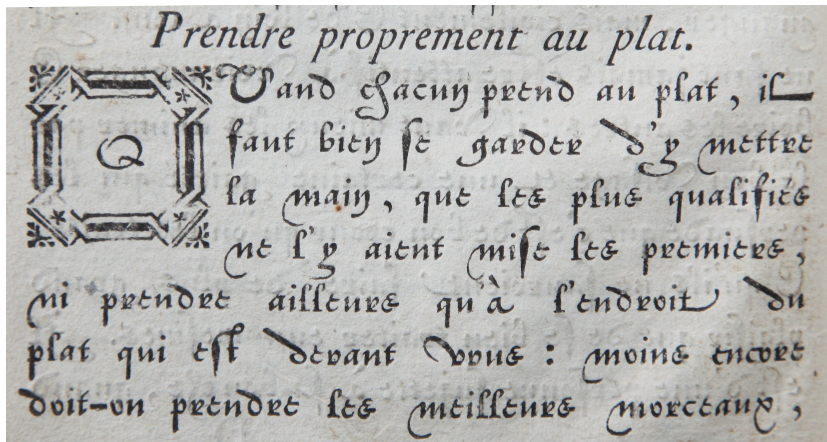 Prendre proprement au plat.
QVand chacun prend au plat, il
faut bien se garder d'y mettre
la main, que les plus qualifiés
ne l'y aient mise les premiers,
ni prendre ailleurs qu'à l'endroit du
plat qui est devant vous : moins encore
doit-on prendre les meilleurs morceaux,